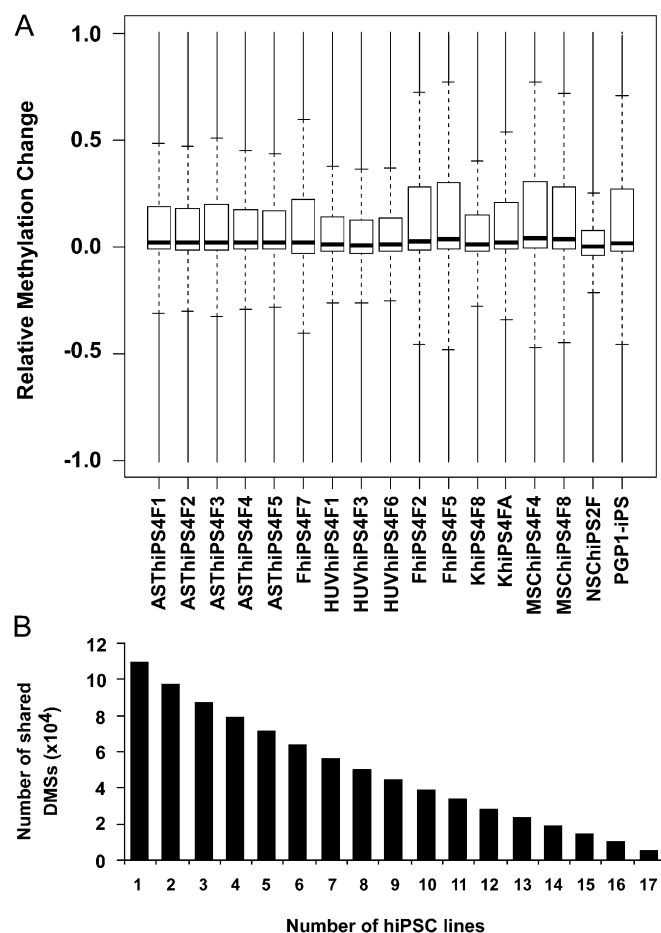 A
Relative Methylation Change
1.0
0.5
0.0
-0.5
-1.0
ASThiPS4F1
ASThiPS4F2
ASThiPS4F3
ASThiPS4F4
ASThiPS4F5
FhiPS4F7
HUVhiPS4F1
HUVhiPS4F3
HUVhiPS4F6
FhiPS4F2
FhiPS4F5
KhiPS4F8
KhiPS4FA
MSChiPS4F4
MSChiPS4F8
NSChiPS2F
PGP1-iPS
B
Number of shared
DMSs (x10⁴)
12
10
8
6
4
2
0
1 2 3 4 5 6 7 8 9 10 11 12 13 14 15 16 17
Number of hiPSC lines